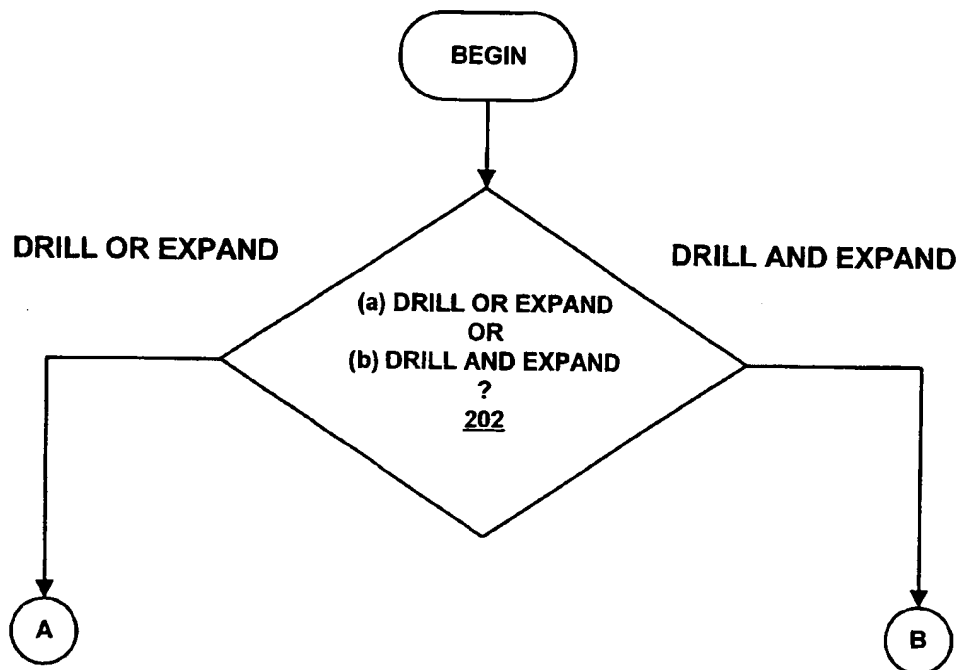 BEGIN
DRILL OR EXPAND
DRILL AND EXPAND
(a) DRILL OR EXPAND
OR
(b) DRILL AND EXPAND
?
202
A
B